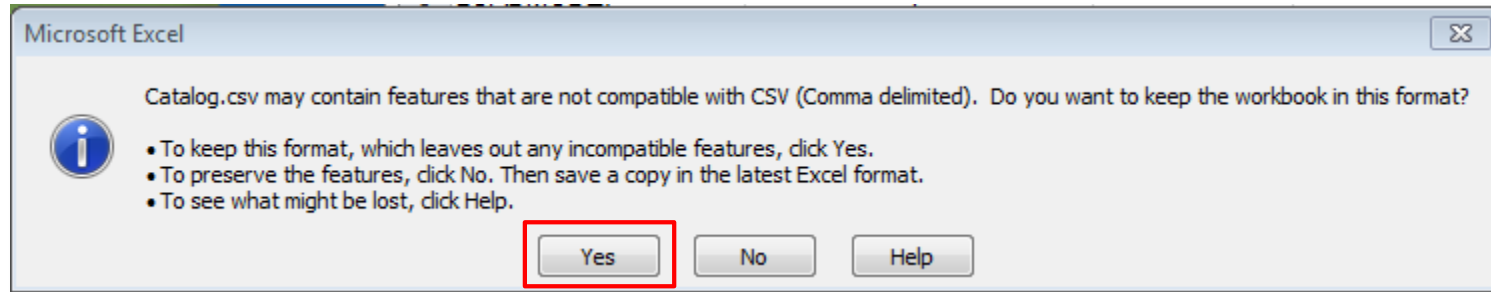 Microsoft Excel
Catalog.csv may contain features that are not compatible with CSV (Comma delimited).  Do you want to keep the workbook in this format?
• To keep this format, which leaves out any incompatible features, click Yes.
• To preserve the features, click No. Then save a copy in the latest Excel format.
• To see what might be lost, click Help.
Yes No Help